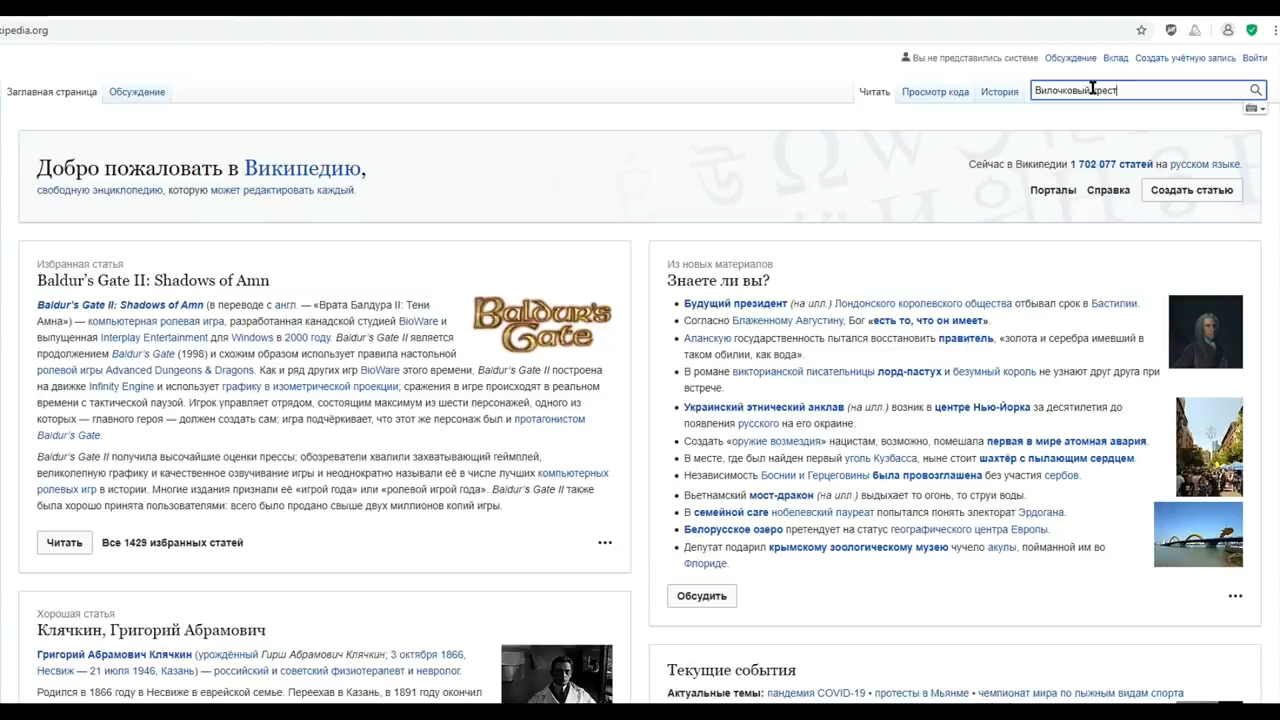 kipedia.org
Вы не представились системе Обсуждение Вклад Создать учётную запись Войти
Заглавная страница Обсуждение Читать Просмотр кода История Вилочковый крест
Добро пожаловать в Википедию,
свободную энциклопедию, которую может редактировать каждый.
Сейчас в Википедии 1 702 077 статей на русском языке.
Порталы Справка Создать статью
Избранная статья
Baldur's Gate II: Shadows of Amn
Baldur's Gate II: Shadows of Amn (в переводе с англ. — «Врата Балдура II: Тени
Амна») — компьютерная ролевая игра, разработанная канадской студией BioWare и
выпущенная Interplay Entertainment для Windows в 2000 году. Baldur's Gate II является
продолжением Baldur's Gate (1998) и схожим образом использует правила настольной
ролевой игры Advanced Dungeons & Dragons. Как и ряд других игр BioWare этого времени, Baldur's Gate II построена
на движке Infinity Engine и использует графику в изометрической проекции; сражения в игре происходят в реальном
времени с тактической паузой. Игрок управляет отрядом, состоящим максимум из шести персонажей, одного из
которых — главного героя — должен создать сам; игра подчёркивает, что этот же персонаж был и протагонистом
Baldur's Gate.
Baldur's Gate II получила высочайшие оценки прессы; обозреватели хвалили захватывающий геймплей,
великолепную графику и качественное озвучивание игры и неоднократно называли её в числе лучших компьютерных
ролевых игр в истории. Многие издания признали её «игрой года» или «ролевой игрой года». Baldur's Gate II также
была хорошо принята пользователями: всего было продано свыше двух миллионов копий игры.
Baldur's
Gate
Читать Все 1429 избранных статей
Хорошая статья
Клячкин, Григорий Абрамович
Григорий Абрамович Клячкин (урождённый Гирш Абрамович Клячкин; 3 октября 1866,
Несвиж — 21 июля 1946, Казань) — российский и советский физиотерапевт и невролог.
Родился в 1866 году в Несвиже в еврейской семье. Переехав в Казань, в 1891 году окончил
Из новых материалов
Знаете ли вы?
Будущий президент (на илл.) Лондонского королевского общества отбывал срок в Бастилии.
Согласно Блаженному Августину, Бог «есть то, что он имеет».
Аланскую государственность пытался восстановить правитель, «золота и серебра имевший в
таком обилии, как вода».
В романе викторианской писательницы лорд-пастух и безумный король не узнают друг друга при
встрече.
Украинский этнический анклав (на илл.) возник в центре Нью-Йорка за десятилетия до
появления русского на его окраине.
Создать «оружие возмездия» нацистам, возможно, помешала первая в мире атомная авария.
В месте, где был найден первый уголь Кузбасса, ныне стоит шахтёр с пылающим сердцем.
Независимость Боснии и Герцеговины была провозглашена без участия сербов.
Вьетнамский мост-дракон (на илл.) выдыхает то огонь, то струи воды.
В семейной саге нобелевский лауреат попытался понять электорат Эрдогана.
Белорусское озеро претендует на статус географического центра Европы.
Депутат подарил крымскому зоологическому музею чучело акулы, пойманной им во
Флориде.
Обсудить
Текущие события
Актуальные темы: пандемия COVID-19 • протесты в Мьянме • чемпионат мира по лыжным видам спорта